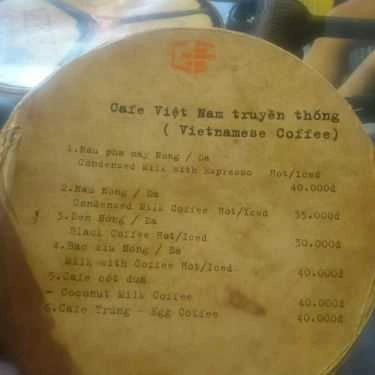 Cafe Việt Nam truyền thống
( Vietnamese Coffee)
1.Nâu pha máy Nóng / Đá
Condensed Milk with Espresso Hot/Iced
40.000đ
2.Nâu Nóng / Đá
Condensed Milk Coffee Hot/Iced 35.000đ
3.Đen Nóng / Đá
Black Coffee Hot/Iced 30.000đ
4.Bạc xỉu Nóng / Đá
Milk with Coffee Hot/Iced 40.000đ
5.Cafe cốt dừa
- Coconut Milk Coffee 40.000đ
6.Cafe Trứng - Egg Coffee 40.000đ